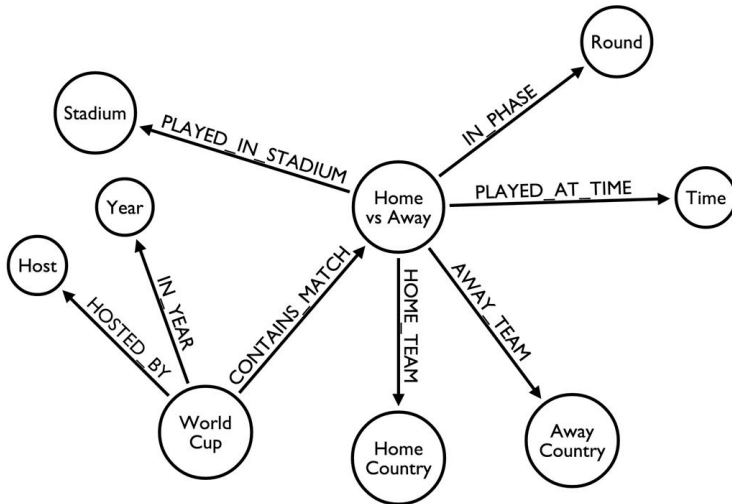 Round
Stadium
IN_PHASE
PLAYED_IN_STADIUM
Home
vs Away
PLAYED_AT_TIME
Time
Year
Host
HOSTED_BY
IN_YEAR
CONTAINS_MATCH
HOME_TEAM
AWAY_TEAM
World
Cup
Home
Country
Away
Country